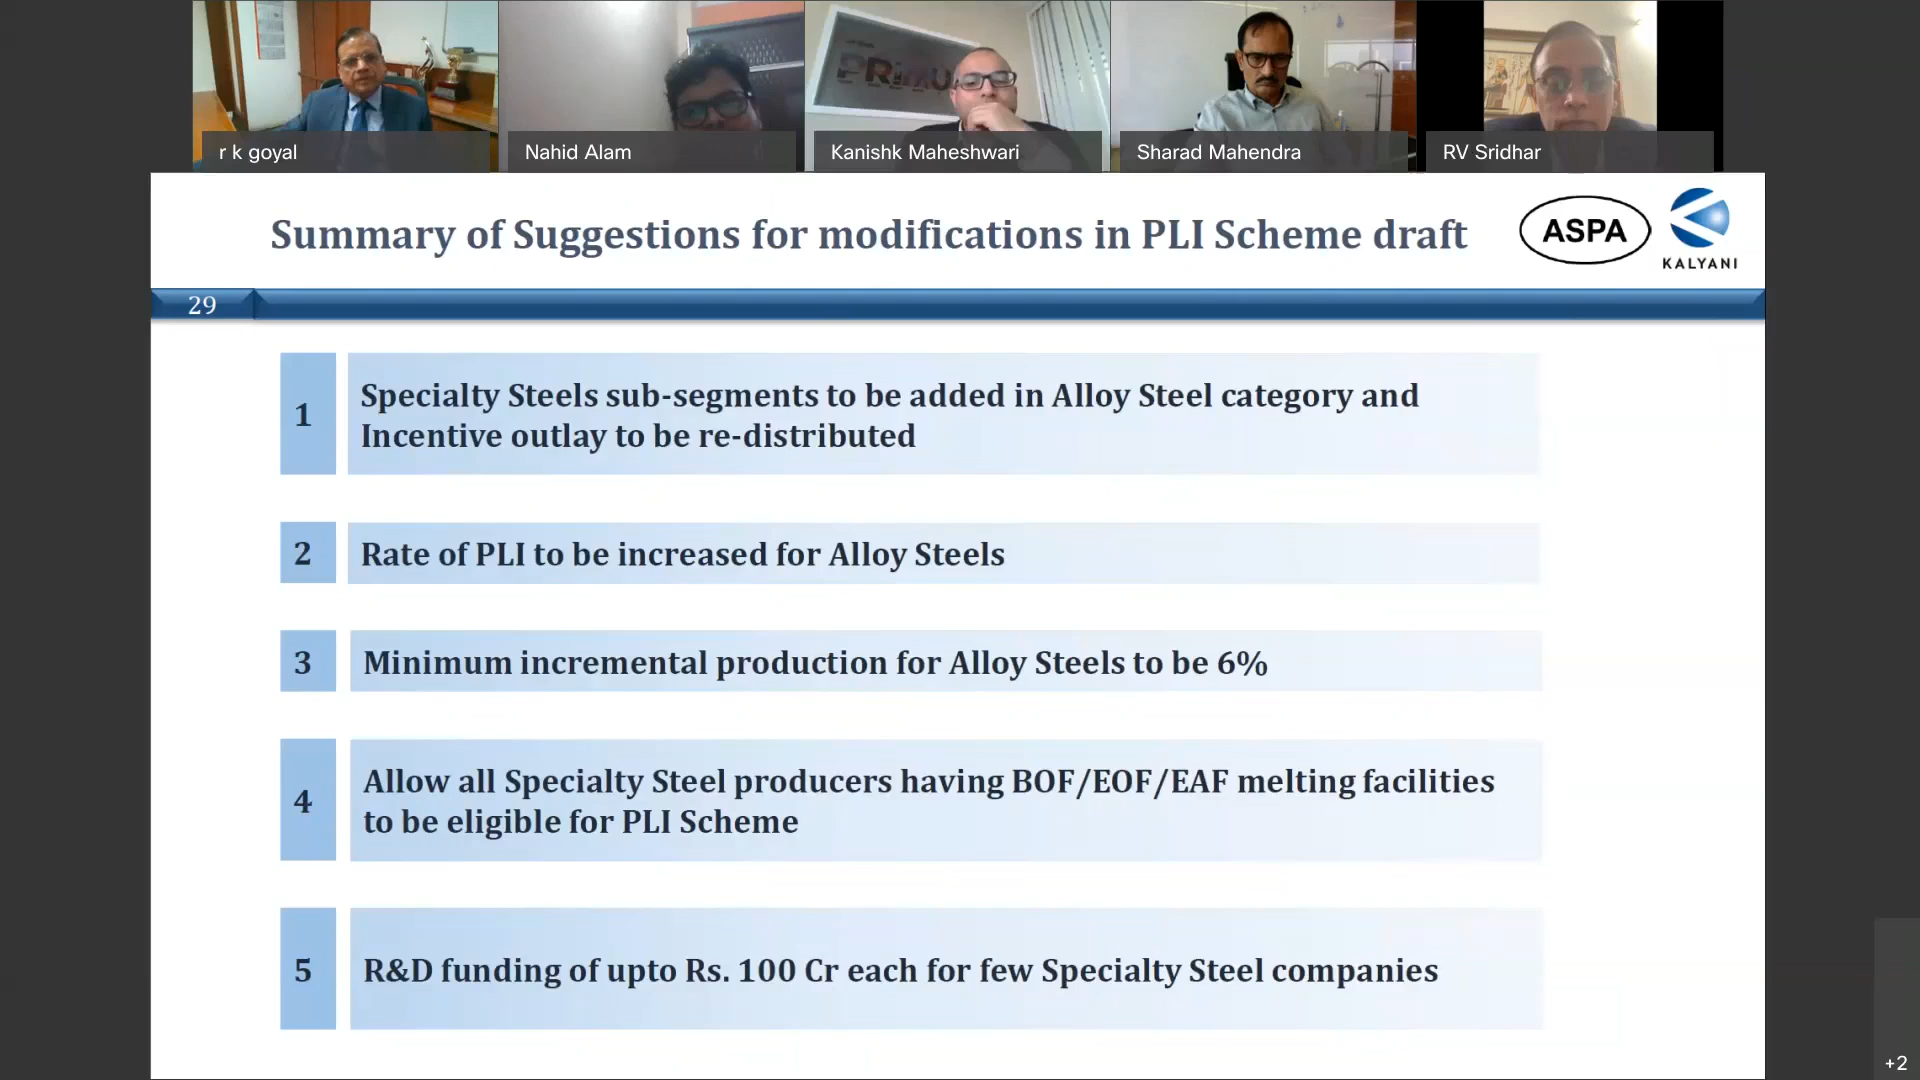 PRIMU
r k goyal
Nahid Alam
Kanishk Maheshwari
Sharad Mahendra
RV Sridhar
Summary of Suggestions for modifications in PLI Scheme draft
ASPA
KALYANI
29
1
Specialty Steels sub-segments to be added in Alloy Steel category and
Incentive outlay to be re-distributed
2
Rate of PLI to be increased for Alloy Steels
3
Minimum incremental production for Alloy Steels to be 6%
4
Allow all Specialty Steel producers having BOF/EOF/EAF melting facilities
to be eligible for PLI Scheme
5
R&D funding of upto Rs. 100 Cr each for few Specialty Steel companies
+2